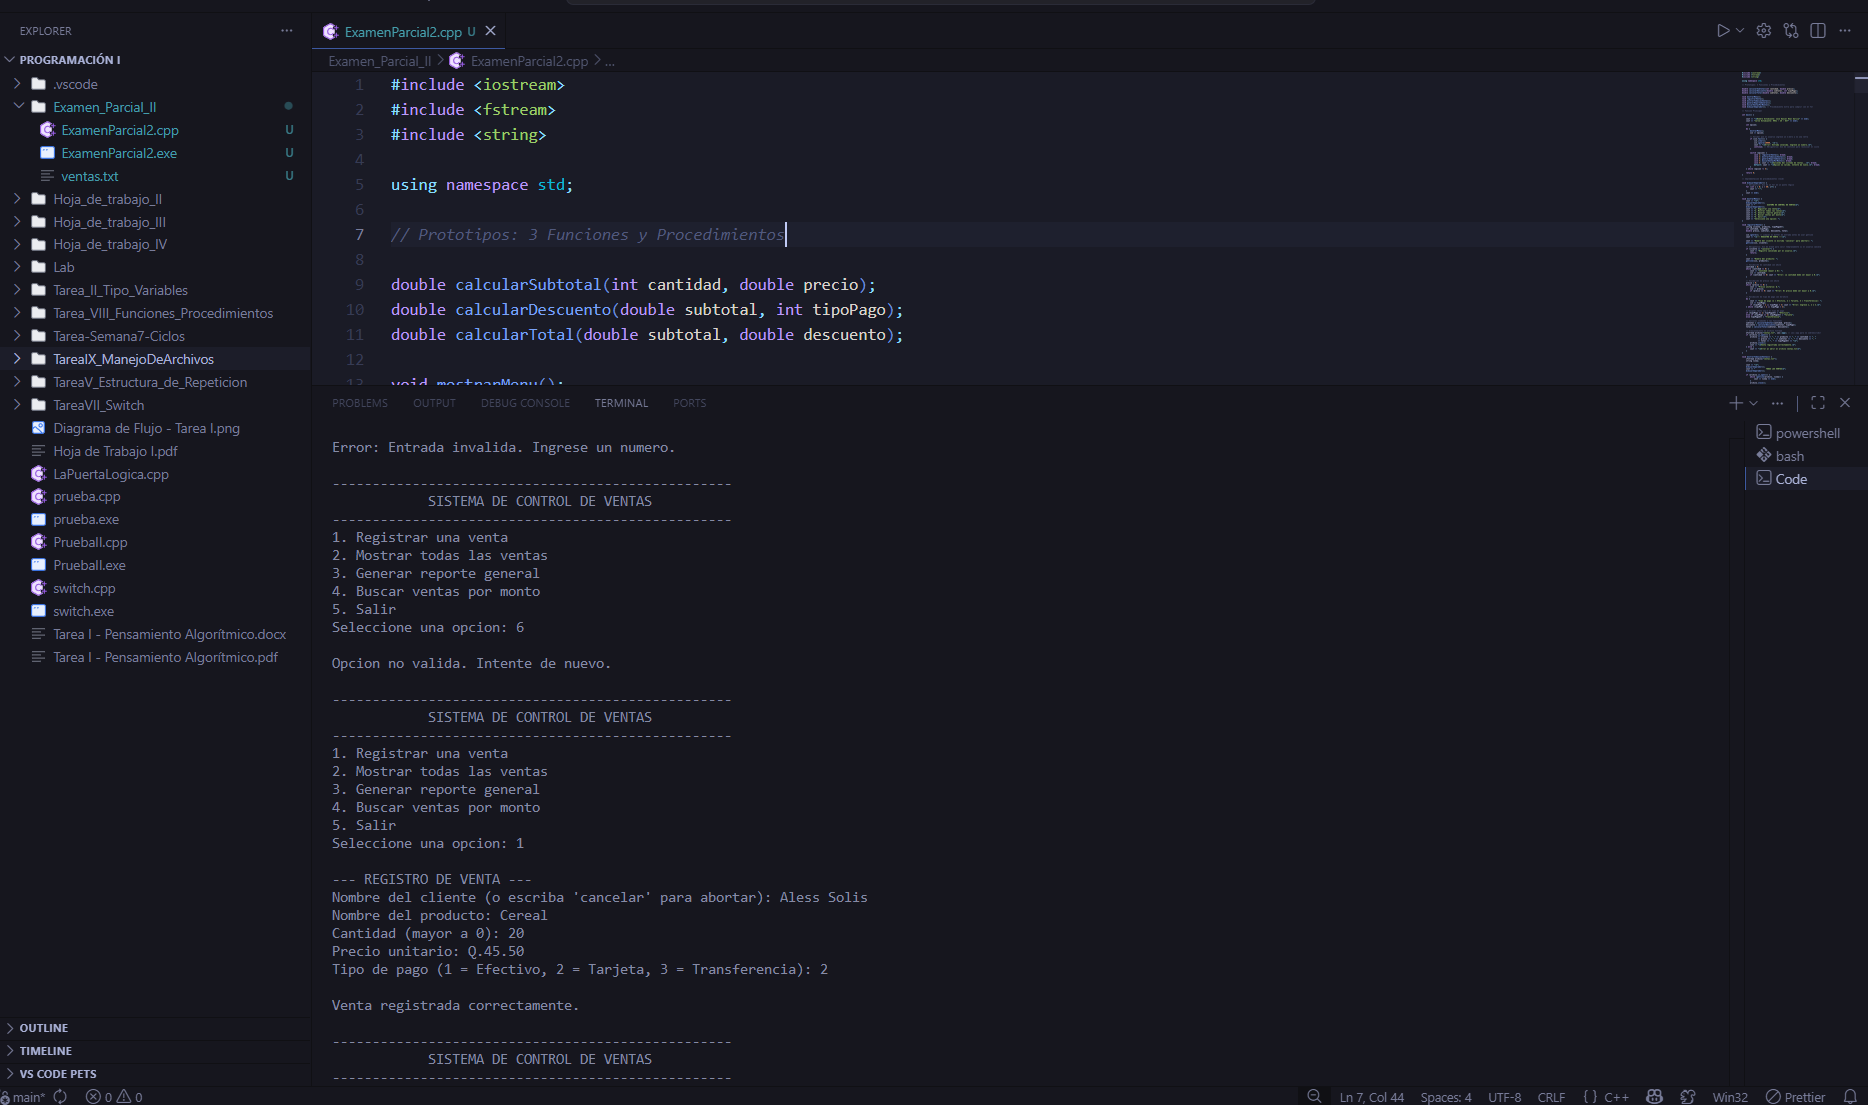 EXPLORER
PROGRAMACIÓN I
.vscode
Examen_Parcial_II
ExamenParcial2.cpp U
ExamenParcial2.exe U
ventas.txt U
Hoja_de_trabajo_II
Hoja_de_trabajo_III
Hoja_de_trabajo_IV
Lab
Tarea_II_Tipo_Variables
Tarea_VIII_Funciones_Procedimientos
Tarea-Semana7-Ciclos
TareaIX_ManejoDeArchivos
TareaV_Estructura_de_Repeticion
TareaVII_Switch
Diagrama de Flujo - Tarea I.png
Hoja de Trabajo I.pdf
LaPuertaLogica.cpp
prueba.cpp
prueba.exe
PruebaII.cpp
PruebaII.exe
switch.cpp
switch.exe
Tarea I - Pensamiento Algorítmico.docx
Tarea I - Pensamiento Algorítmico.pdf
OUTLINE
TIMELINE
VS CODE PETS
ExamenParcial2.cpp U
Examen_Parcial_II > ExamenParcial2.cpp > ...
1 #include <iostream>
2 #include <fstream>
3 #include <string>
4
5 using namespace std;
6
7 // Prototipos: 3 Funciones y Procedimientos
8
9 double calcularSubtotal(int cantidad, double precio);
10 double calcularDescuento(double subtotal, int tipoPago);
11 double calcularTotal(double subtotal, double descuento);
12
13 void mostrarMenu();
PROBLEMS OUTPUT DEBUG CONSOLE TERMINAL PORTS
powershell
bash
Code
Error: Entrada invalida. Ingrese un numero.
--------------------------------------------------
SISTEMA DE CONTROL DE VENTAS
--------------------------------------------------
1. Registrar una venta
2. Mostrar todas las ventas
3. Generar reporte general
4. Buscar ventas por monto
5. Salir
Seleccione una opcion: 6
Opcion no valida. Intente de nuevo.
--------------------------------------------------
SISTEMA DE CONTROL DE VENTAS
--------------------------------------------------
1. Registrar una venta
2. Mostrar todas las ventas
3. Generar reporte general
4. Buscar ventas por monto
5. Salir
Seleccione una opcion: 1
--- REGISTRO DE VENTA ---
Nombre del cliente (o escriba 'cancelar' para abortar): Aless Solis
Nombre del producto: Cereal
Cantidad (mayor a 0): 20
Precio unitario: Q.45.50
Tipo de pago (1 = Efectivo, 2 = Tarjeta, 3 = Transferencia): 2
Venta registrada correctamente.
--------------------------------------------------
SISTEMA DE CONTROL DE VENTAS
--------------------------------------------------
main* 0 0 Ln 7, Col 44 Spaces: 4 UTF-8 CRLF { } C++ Win32 Prettier